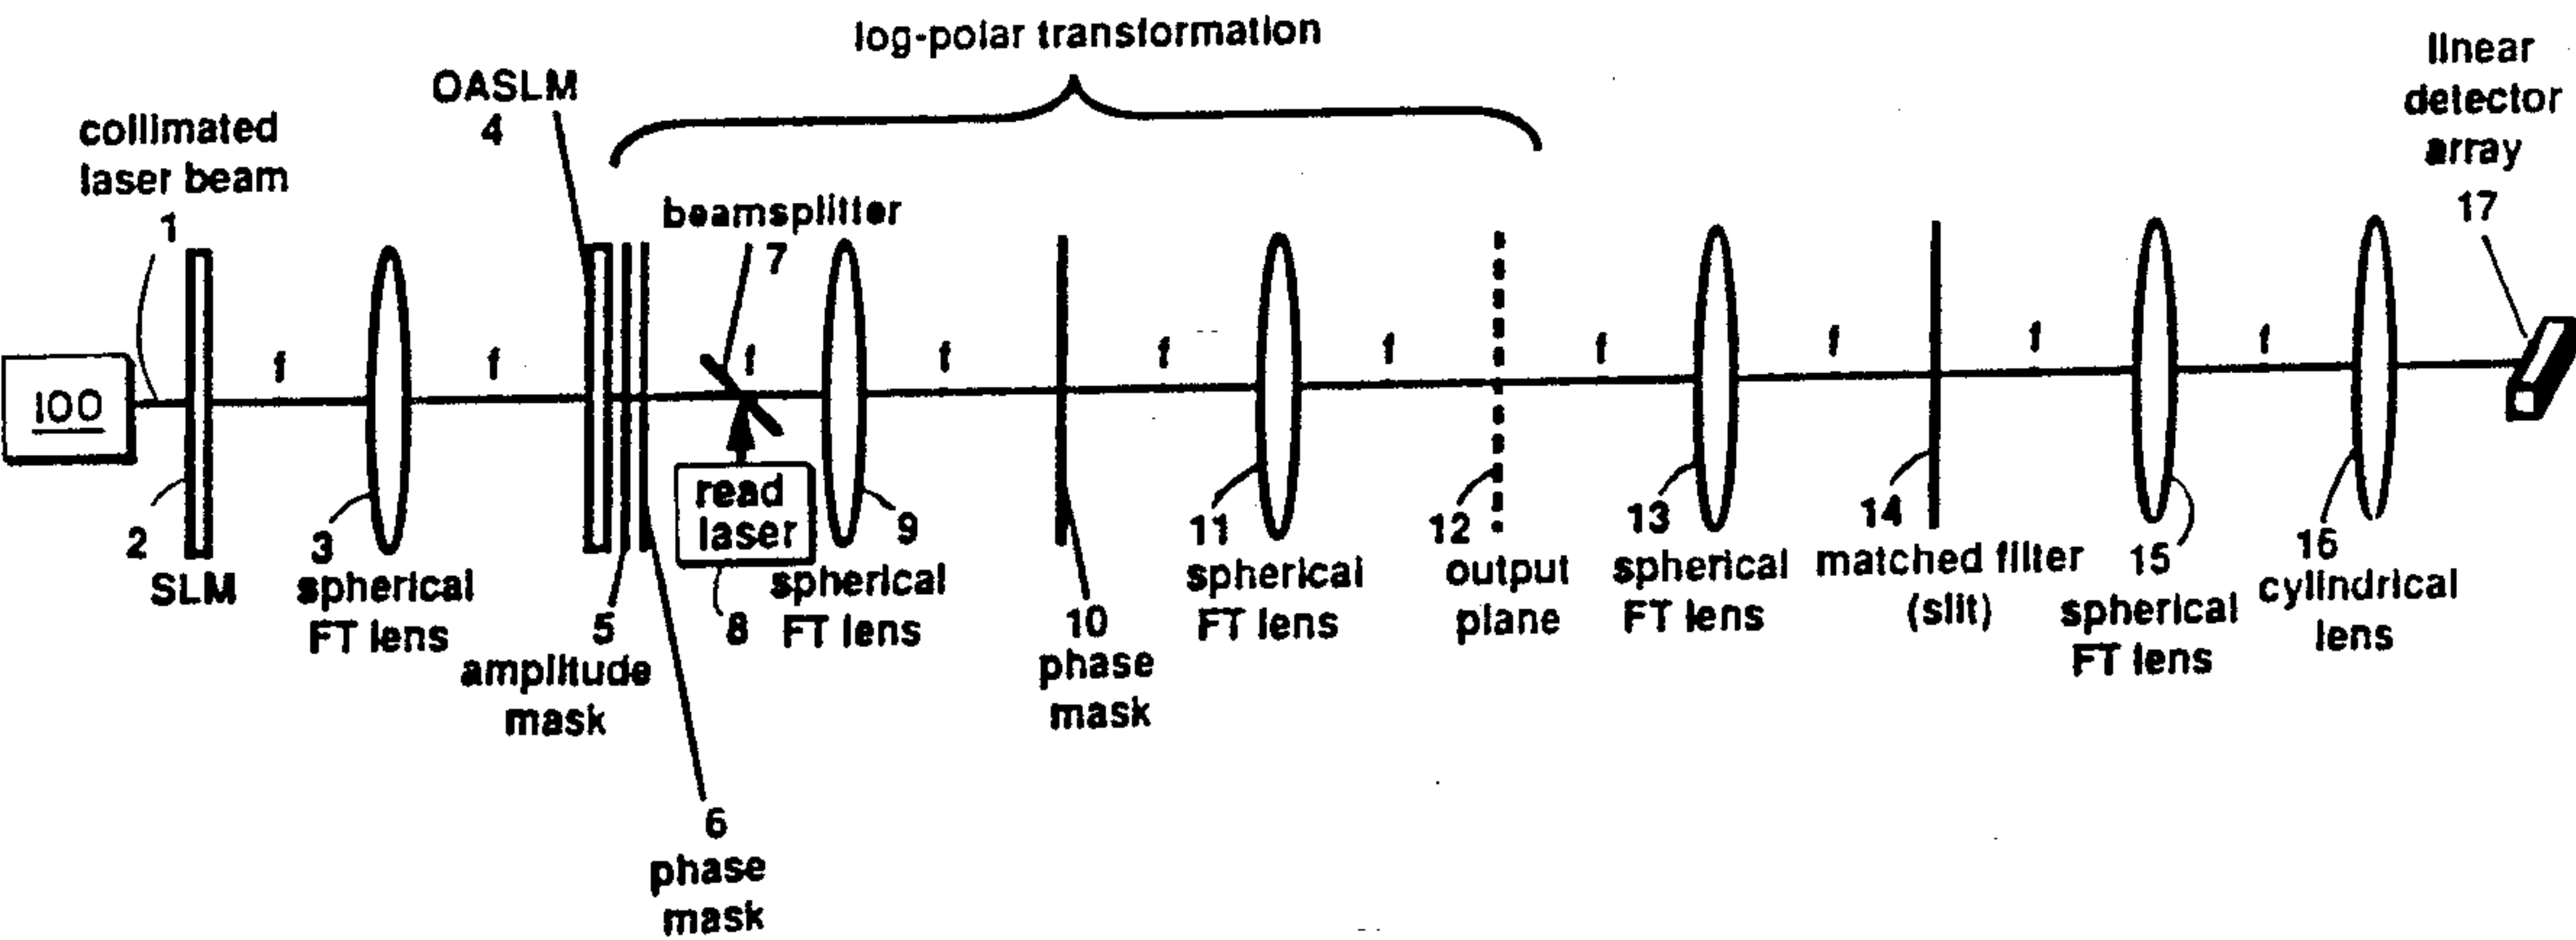 log-polar transformation
linear
detector
array
17
OASLM
4
collimated
laser beam
1
beamsplitter
7
f
f
f
f
f
f
f
f
f
f
100
read
laser
2
SLM
3
spherical
FT lens
5
amplitude
mask
8
9
spherical
FT lens
10
phase
mask
11
spherical
FT lens
12
output
plane
13
spherical
FT lens
14
matched filter
(slit)
15
spherical
FT lens
16
cylindrical
lens
6
phase
mask